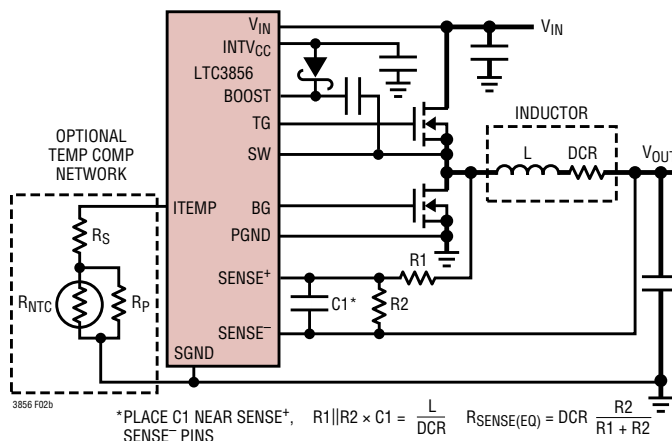 V_IN
INTV_CC
LTC3856
BOOST
TG
SW
ITEMP
BG
PGND
SENSE+
SENSE–
SGND
V_IN
INDUCTOR
L
DCR
V_OUT
OPTIONAL
TEMP COMP
NETWORK
R_S
R_NTC
R_P
R1
C1*
R2
3856 F02b
*PLACE C1 NEAR SENSE+,
SENSE– PINS
R1||R2 × C1 = L/DCR
R_SENSE(EQ) = DCR R2/(R1 + R2)